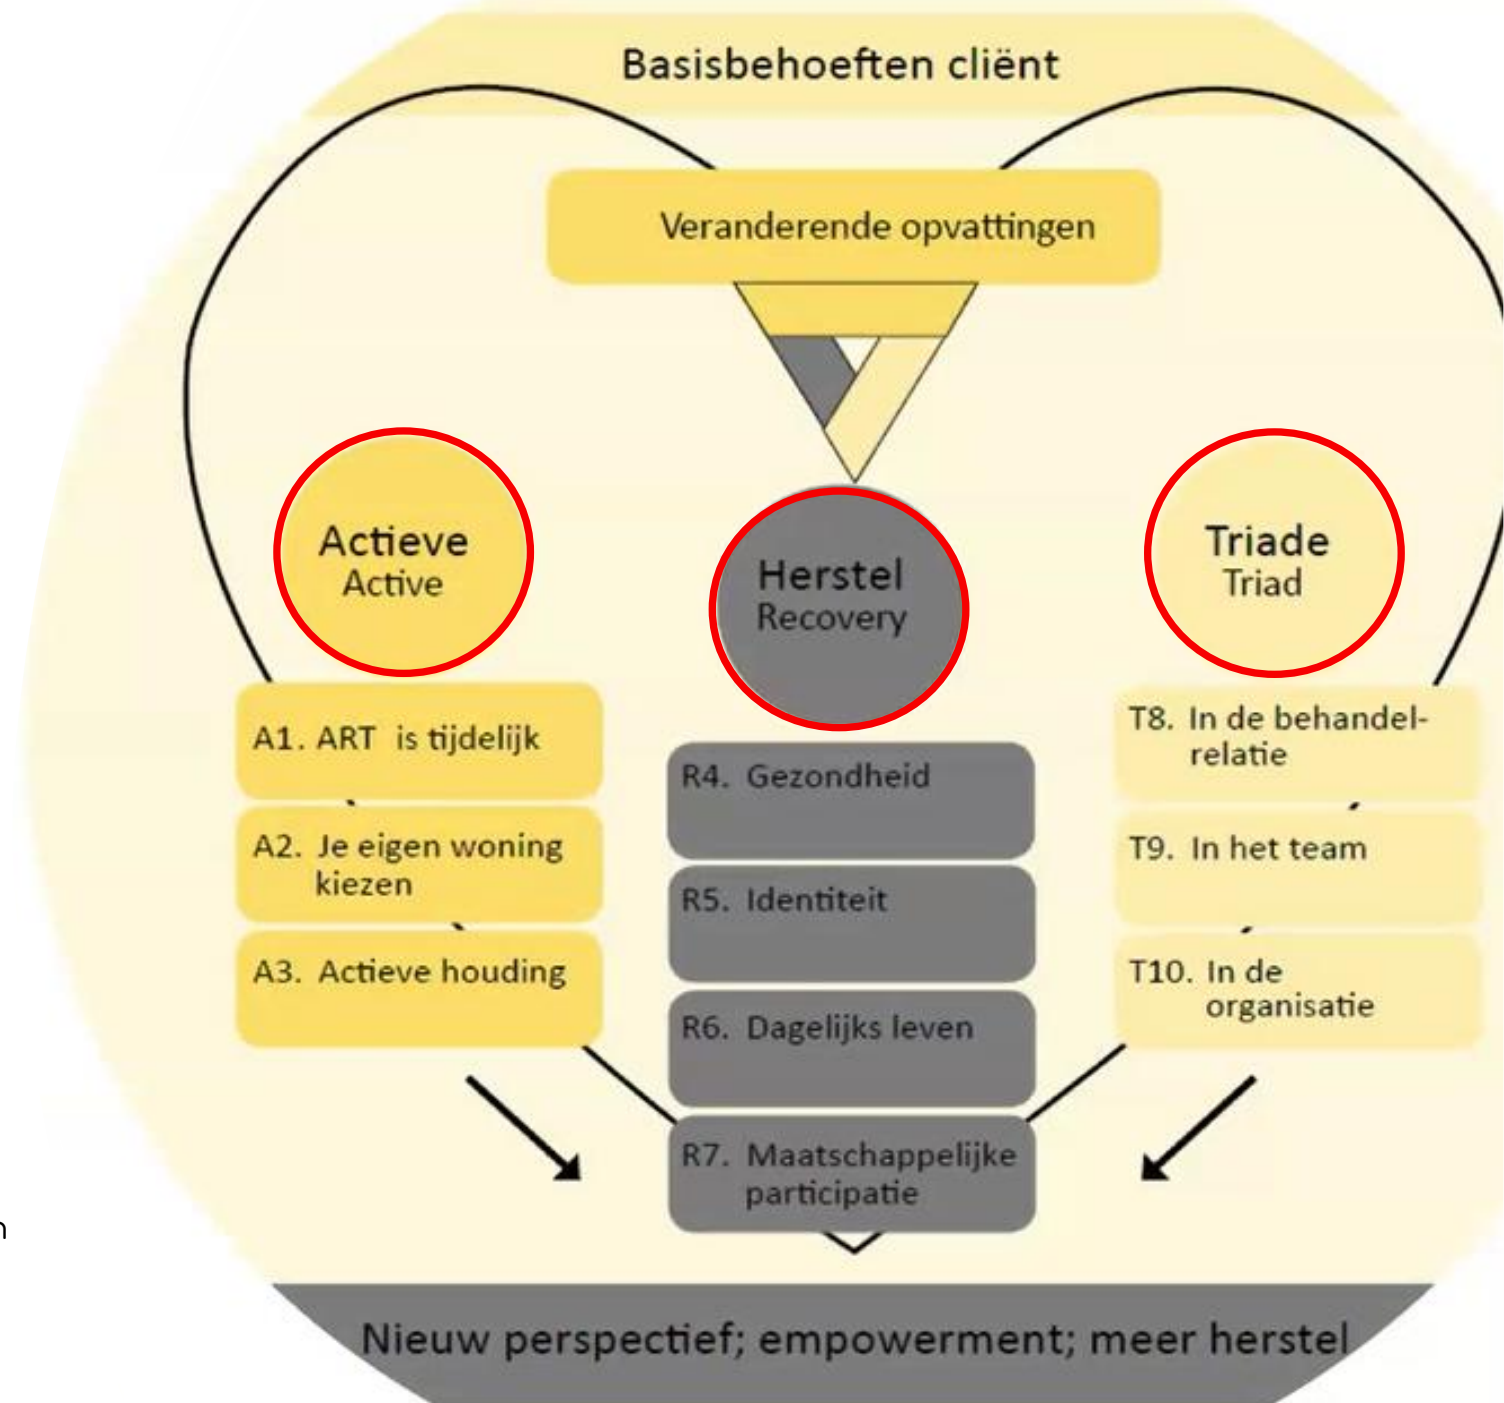 Basisbehoeften cliënt
Veranderende opvattingen
Actieve
Active
A1. ART is tijdelijk
A2. Je eigen woning
kiezen
A3. Actieve houding
Herstel
Recovery
R4. Gezondheid
R5. Identiteit
R6. Dagelijks leven
R7. Maatschappelijke
participatie
Triade
Triad
T8. In de behandel-
relatie
T9. In het team
T10. In de
organisatie
n
Nieuw perspectief; empowerment; meer herstel